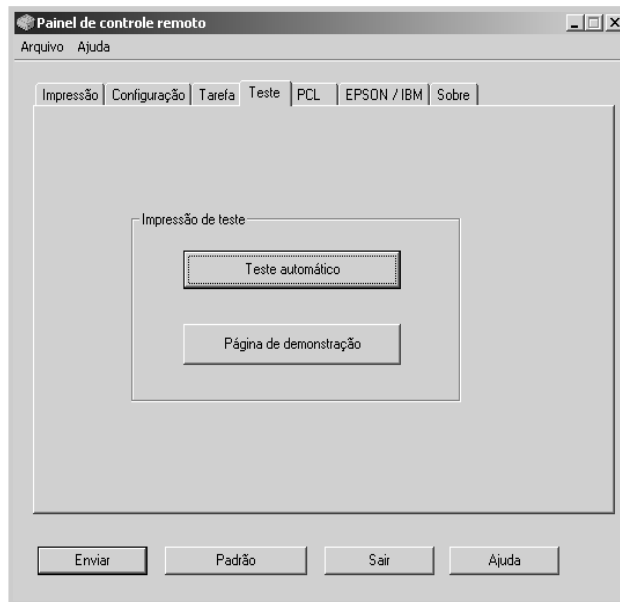 Painel de controle remoto
Arquivo Ajuda
Impressão Configuração Tarefa Teste PCL EPSON / IBM Sobre
Impressão de teste
Teste automático
Página de demonstração
Enviar Padrão Sair Ajuda